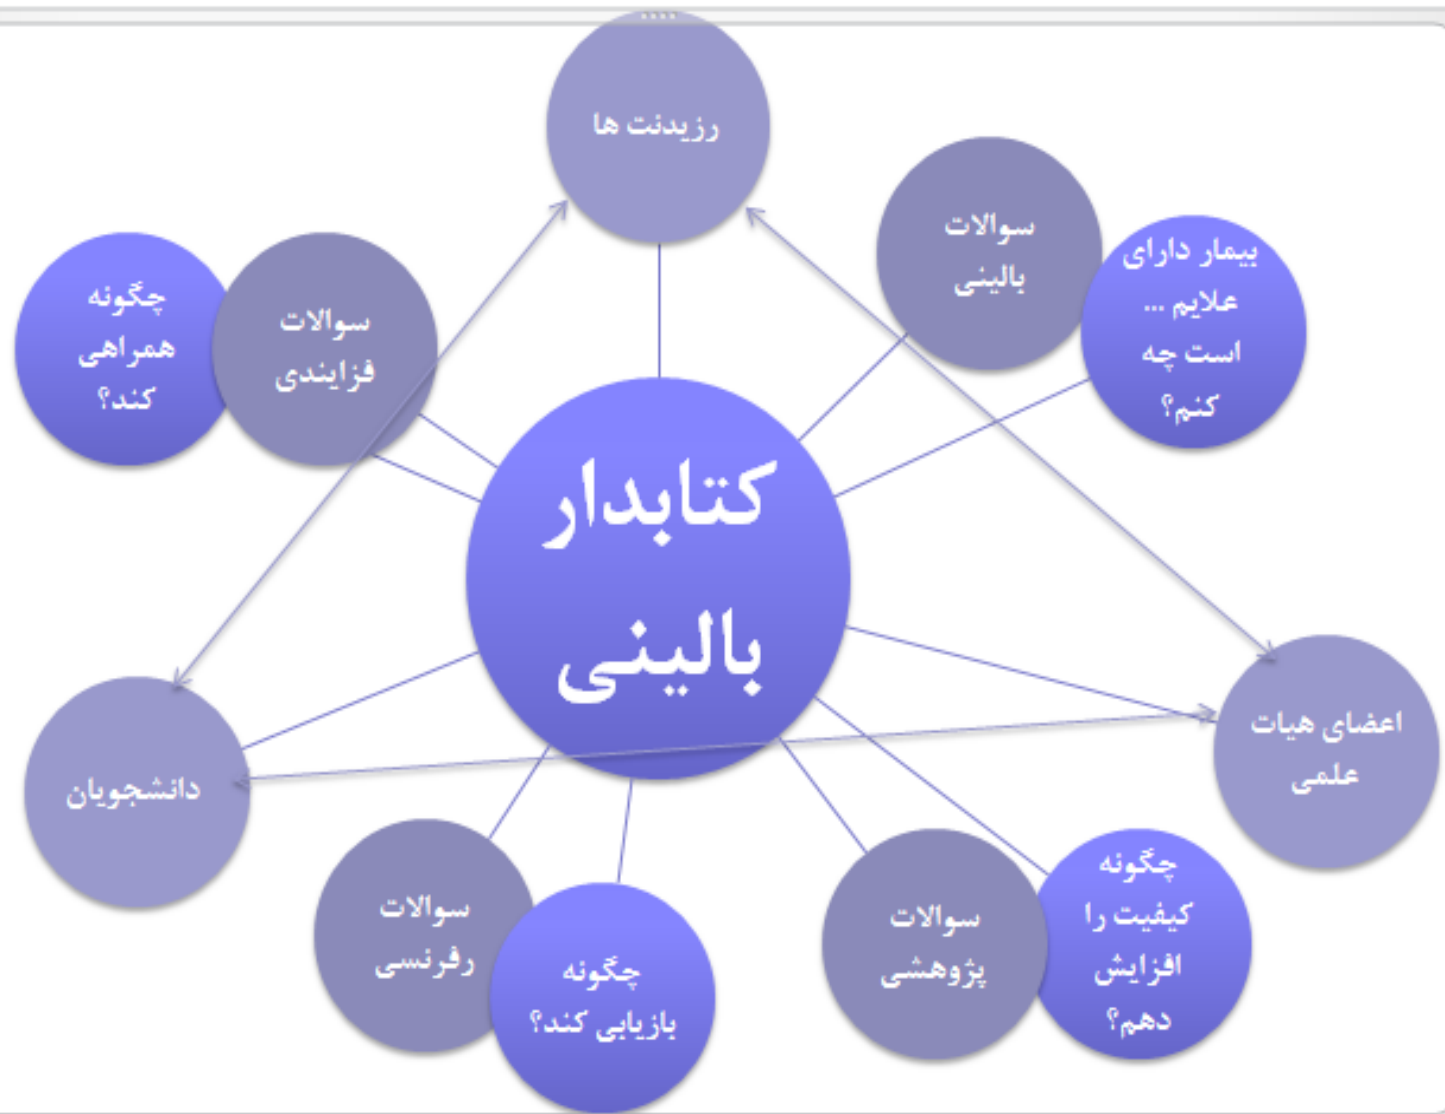 رزیدنت ها
سوالات
بالینی
بیمار دارای
علایم ...
است چه
کنم؟
چگونه
همراهی
کند؟
سوالات
فزایندی
کتابدار
بالینی
اعضای هیات
علمی
دانشجویان
سوالات
رفرنسی
چگونه
بازیابی کند؟
سوالات
پژوهشی
چگونه
کیفیت را
افزایش
دهم؟